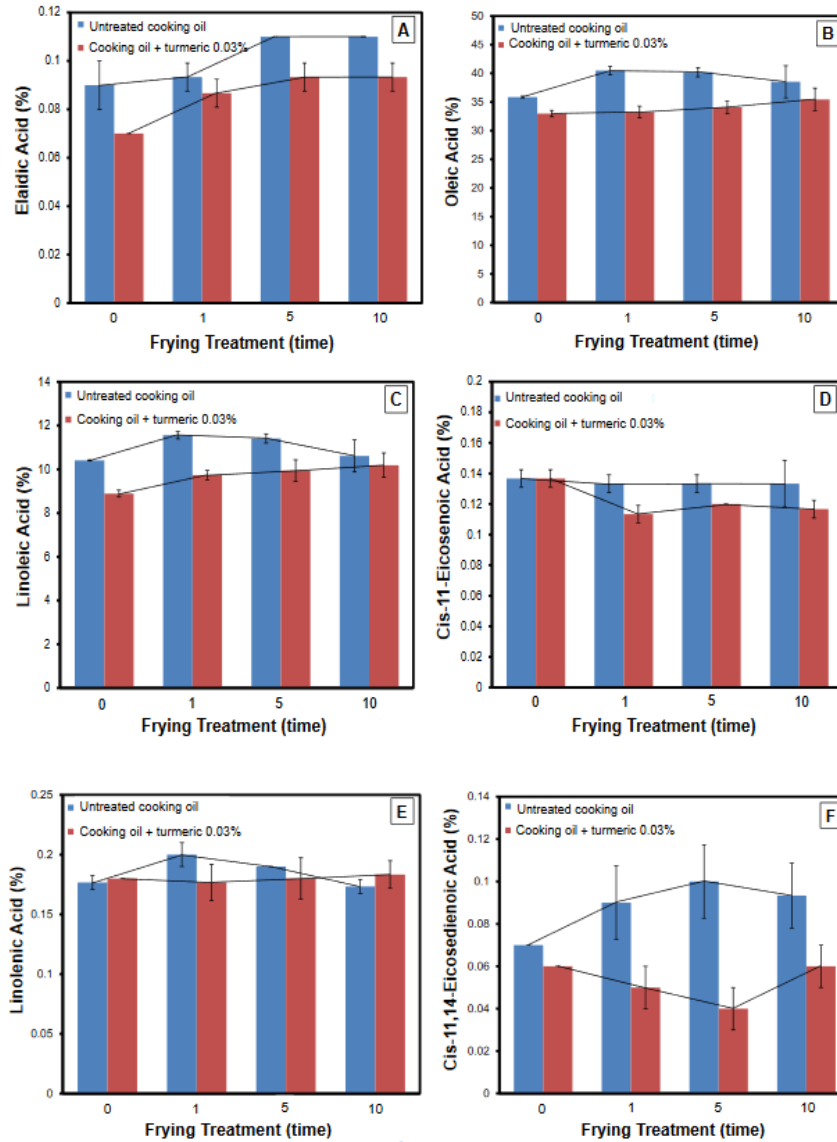 A
Untreated cooking oil
Cooking oil + turmeric 0.03%
Elaidic Acid (%)
0.12
0.1
0.08
0.06
0.04
0.02
0
0 1 5 10
Frying Treatment (time)
B
Untreated cooking oil
Cooking oil + turmeric 0.03%
Oleic Acid (%)
50
45
40
35
30
25
20
15
10
5
0
0 1 5 10
Frying Treatment (time)
C
Untreated cooking oil
Cooking oil + turmeric 0.03%
Linoleic Acid (%)
14
12
10
8
6
4
2
0
0 1 5 10
Frying Treatment (time)
D
Untreated cooking oil
Cooking oil + turmeric 0.03%
Cis-11-Eicosenoic Acid (%)
0.2
0.18
0.16
0.14
0.12
0.1
0.08
0.06
0.04
0.02
0
0 1 5 10
Frying Treatment (time)
E
Untreated cooking oil
Cooking oil + turmeric 0.03%
Linolenic Acid (%)
0.25
0.2
0.15
0.1
0.05
0
0 1 5 10
Frying Treatment (time)
F
Untreated cooking oil
Cooking oil + turmeric 0.03%
Cis-11,14-Eicosedienoic Acid (%)
0.14
0.12
0.1
0.08
0.06
0.04
0.02
0
0 1 5 10
Frying Treatment (time)